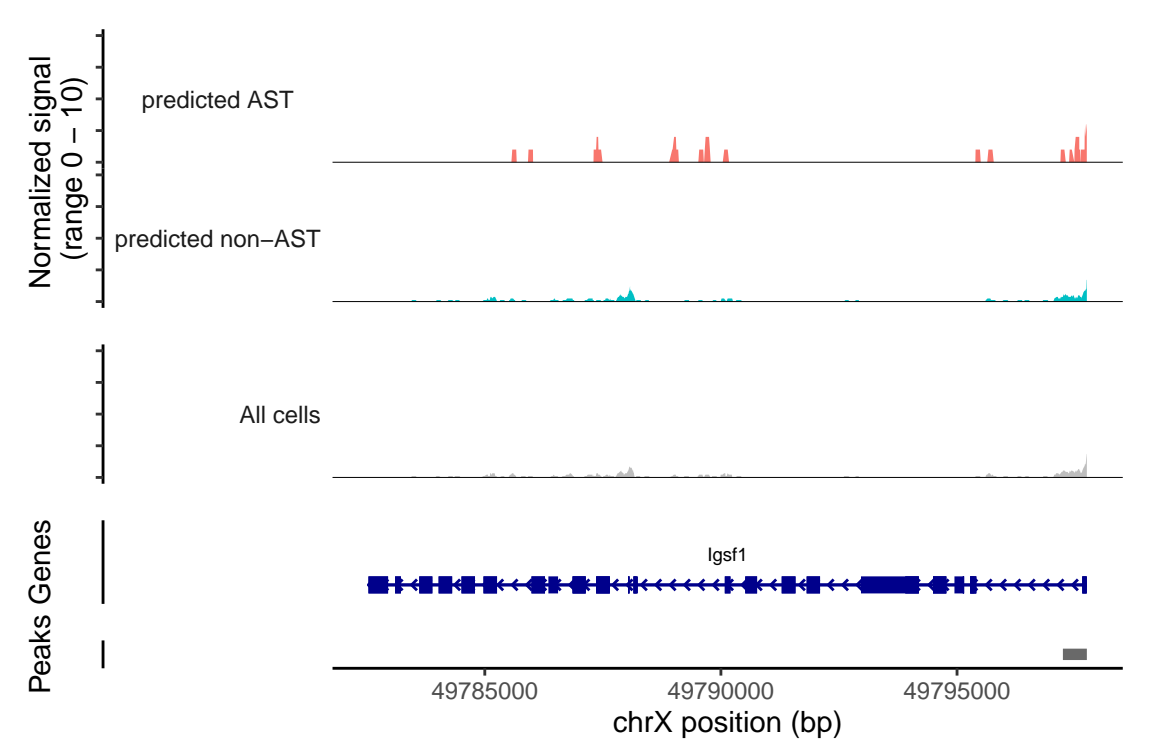 Normalized signal
(range 0 − 10)
predicted AST
predicted non−AST
All cells
Genes
Igsf1
Peaks
49785000
49790000
49795000
chrX position (bp)